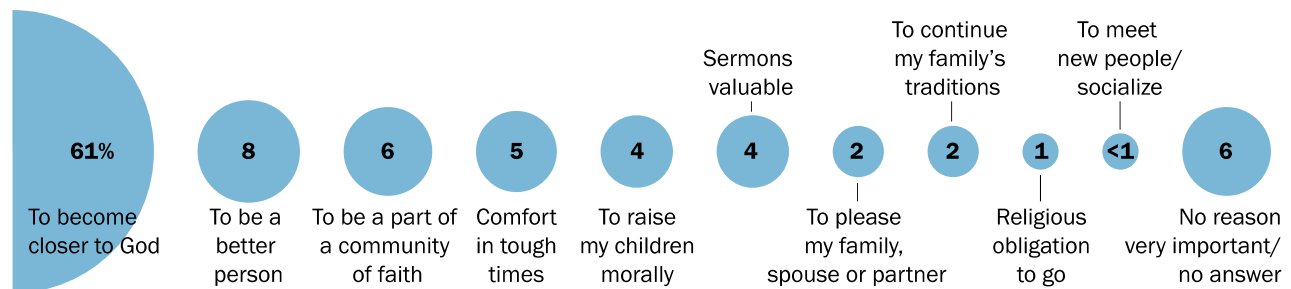 61%
To become
closer to God
8
To be a
better
person
6
To be a part of
a community
of faith
5
Comfort
in tough
times
4
To raise
my children
morally
Sermons
valuable
4
2
To please
my family,
spouse or partner
To continue
my family’s
traditions
2
1
Religious
obligation
to go
To meet
new people/
socialize
<1
6
No reason
very important/
no answer